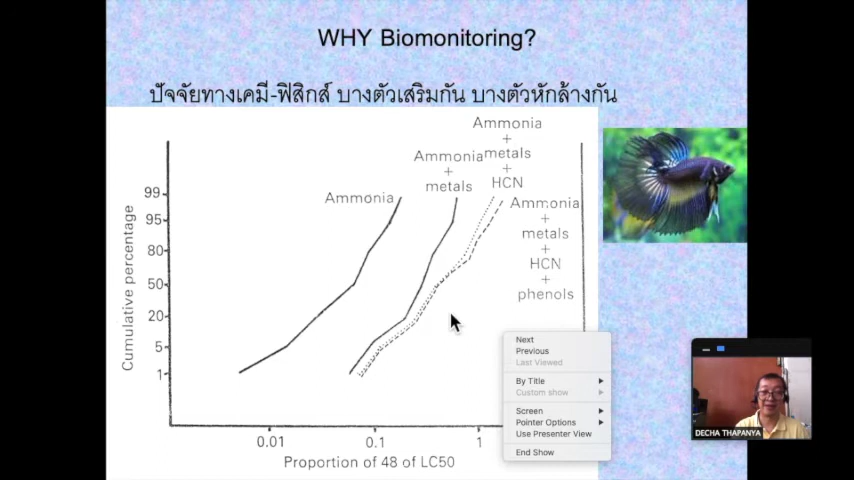 WHY Biomonitoring?
ปัจจัยทางเคมี-ฟิสิกส์ บางตัวเสริมกัน บางตัวหักล้างกัน
Ammonia
+
metals
+
HCN
Ammonia
+
metals
Ammonia
Ammonia
+
metals
+
HCN
+
phenols
Cumulative percentage
99
95
80
50
20
5
1
0.01
0.1
1
Proportion of 48 of LC50
Next
Previous
Last Viewed
By Title
Custom show
Screen
Pointer Options
Use Presenter View
End Show
DECHA THAPANYA